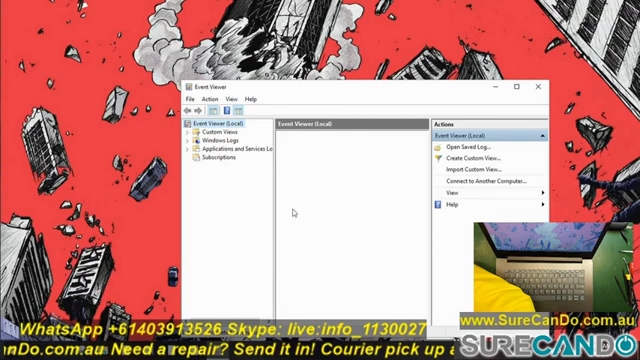 Event Viewer
File Action View Help
Event Viewer (Local)
Custom Views
Windows Logs
Applications and Services Lo
Subscriptions
Event Viewer (Local)
Actions
Event Viewer (Local)
Open Saved Log...
Create Custom View...
Import Custom View...
Connect to Another Computer...
View
Help
www.SureCanDo.com.au
WhatsApp +61403913526 Skype: live:info_1130027
SURECANDO
nDo.com.au Need a repair? Send it in! Courier pick up